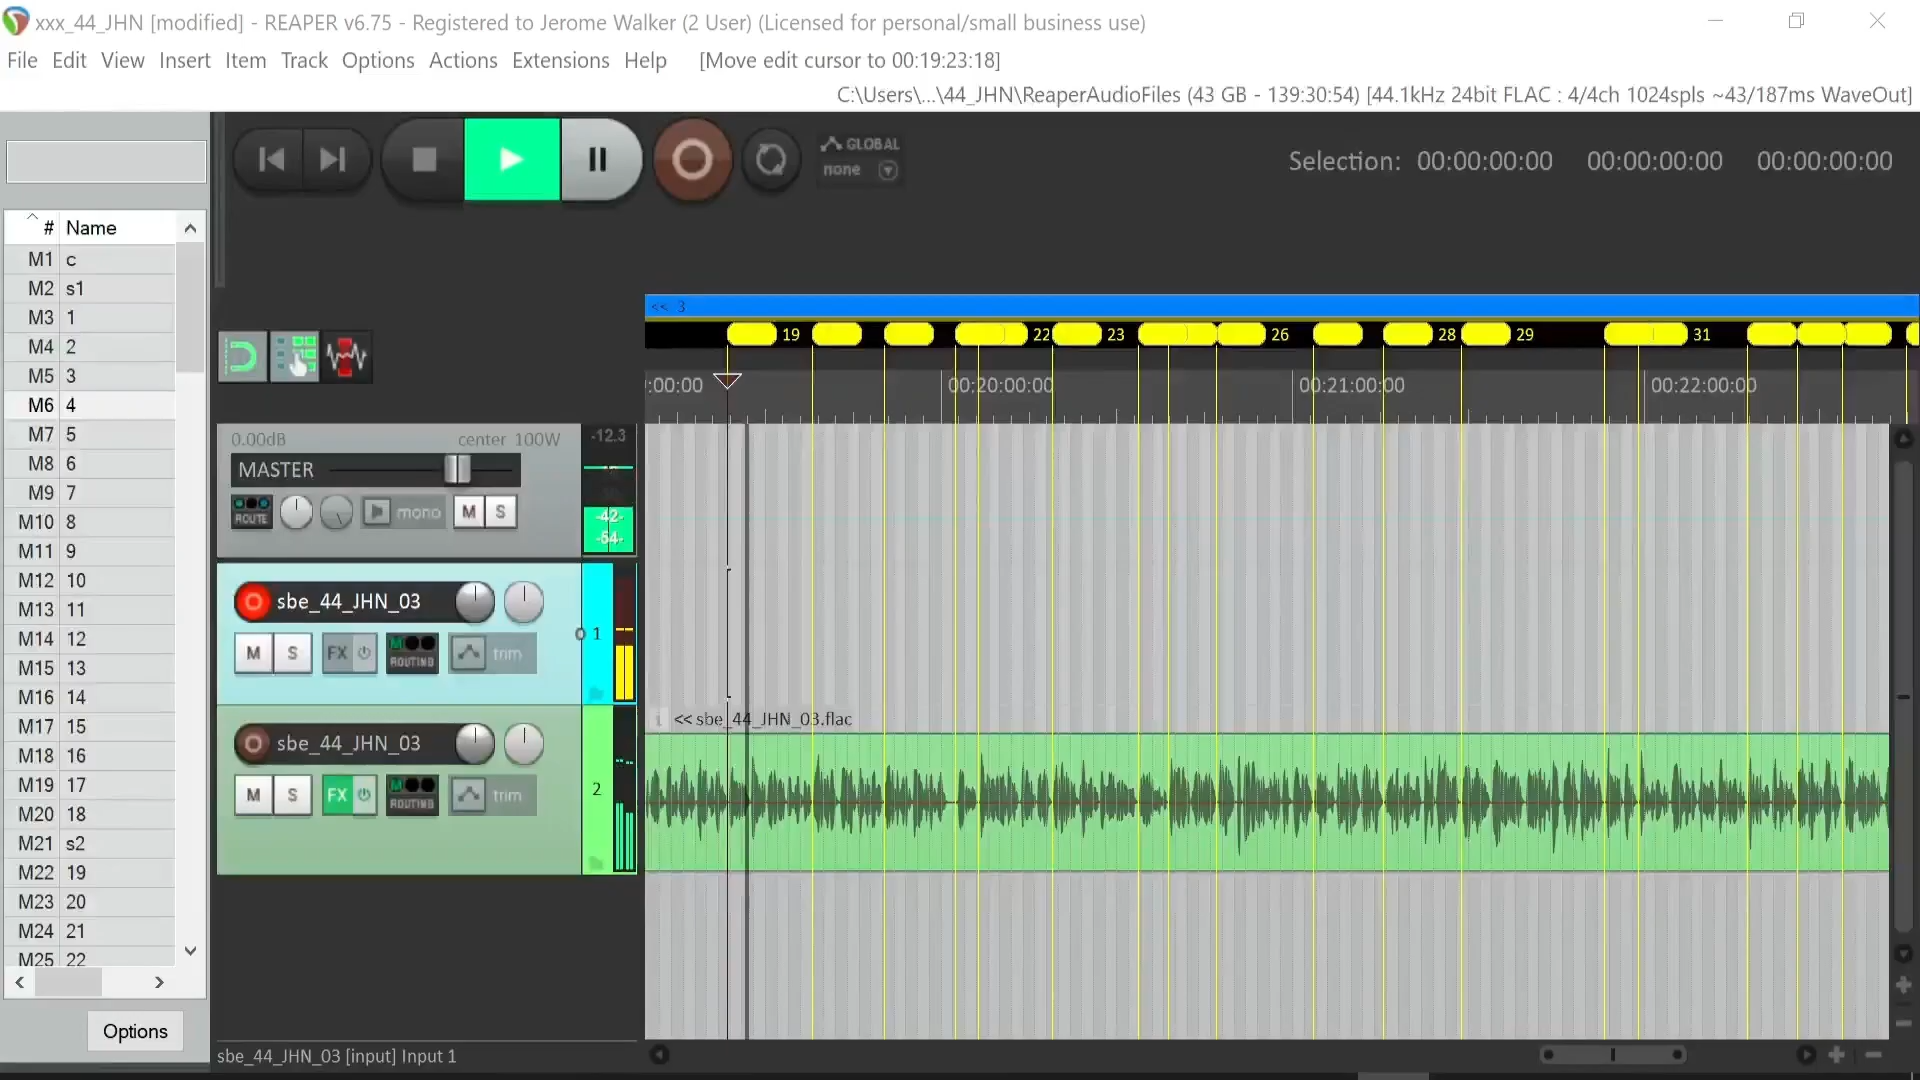 xxx_44_JHN [modified] - REAPER v6.75 - Registered to Jerome Walker (2 User) (Licensed for personal/small business use)
File Edit View Insert Item Track Options Actions Extensions Help [Move edit cursor to 00:19:23:18]
C:\Users\...\44_JHN\ReaperAudioFiles (43 GB - 139:30:54) [44.1kHz 24bit FLAC : 4/4ch 1024spls ~43/187ms WaveOut]
GLOBAL
none
Selection: 00:00:00:00 00:00:00:00 00:00:00:00
# Name
M1 c
M2 s1
M3 1
M4 2
M5 3
M6 4
M7 5
M8 6
M9 7
M10 8
M11 9
M12 10
M13 11
M14 12
M15 13
M16 14
M17 15
M18 16
M19 17
M20 18
M21 s2
M22 19
M23 20
M24 21
M25 22
Options
<< 3
19 22 23 26 28 29 31
:00:00 00:20:00:00 00:21:00:00 00:22:00:00
0.00dB center 100W -12.3
MASTER
ROUTE mono M S
-42-
-54-
sbe_44_JHN_03
M S FX ROUTING trim
1
<< sbe_44_JHN_03.flac
sbe_44_JHN_03
M S FX ROUTING trim
2
sbe_44_JHN_03 [input] Input 1